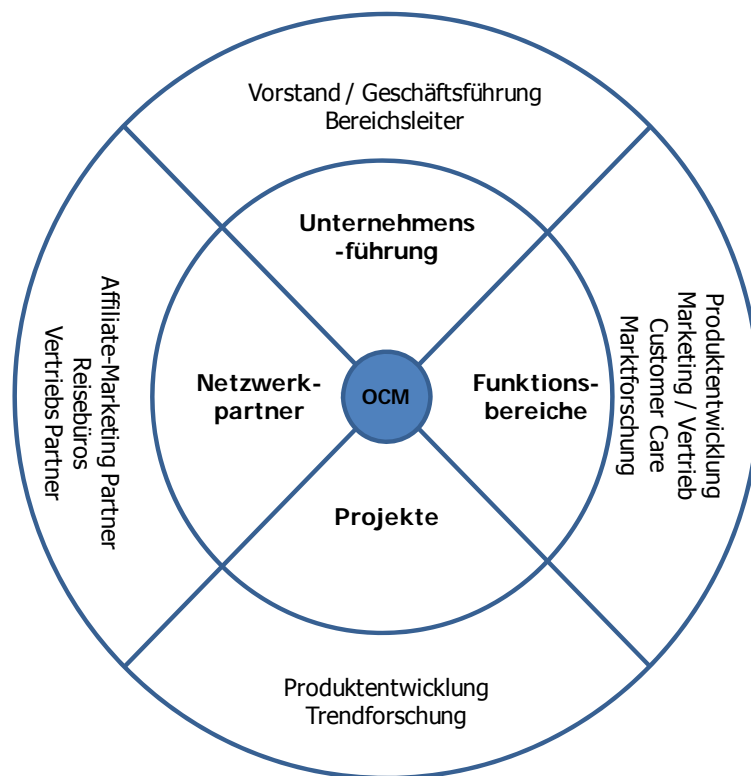 Vorstand / Geschäftsführung
Bereichsleiter
Unternehmens
-führung
Affiliate-Marketing Partner
Reisebüros
Vertriebs Partner
Netzwerk-
partner
OCM
Funktions-
bereiche
Produktentwicklung
Marketing / Vertrieb
Customer Care
Marktforschung
Projekte
Produktentwicklung
Trendforschung